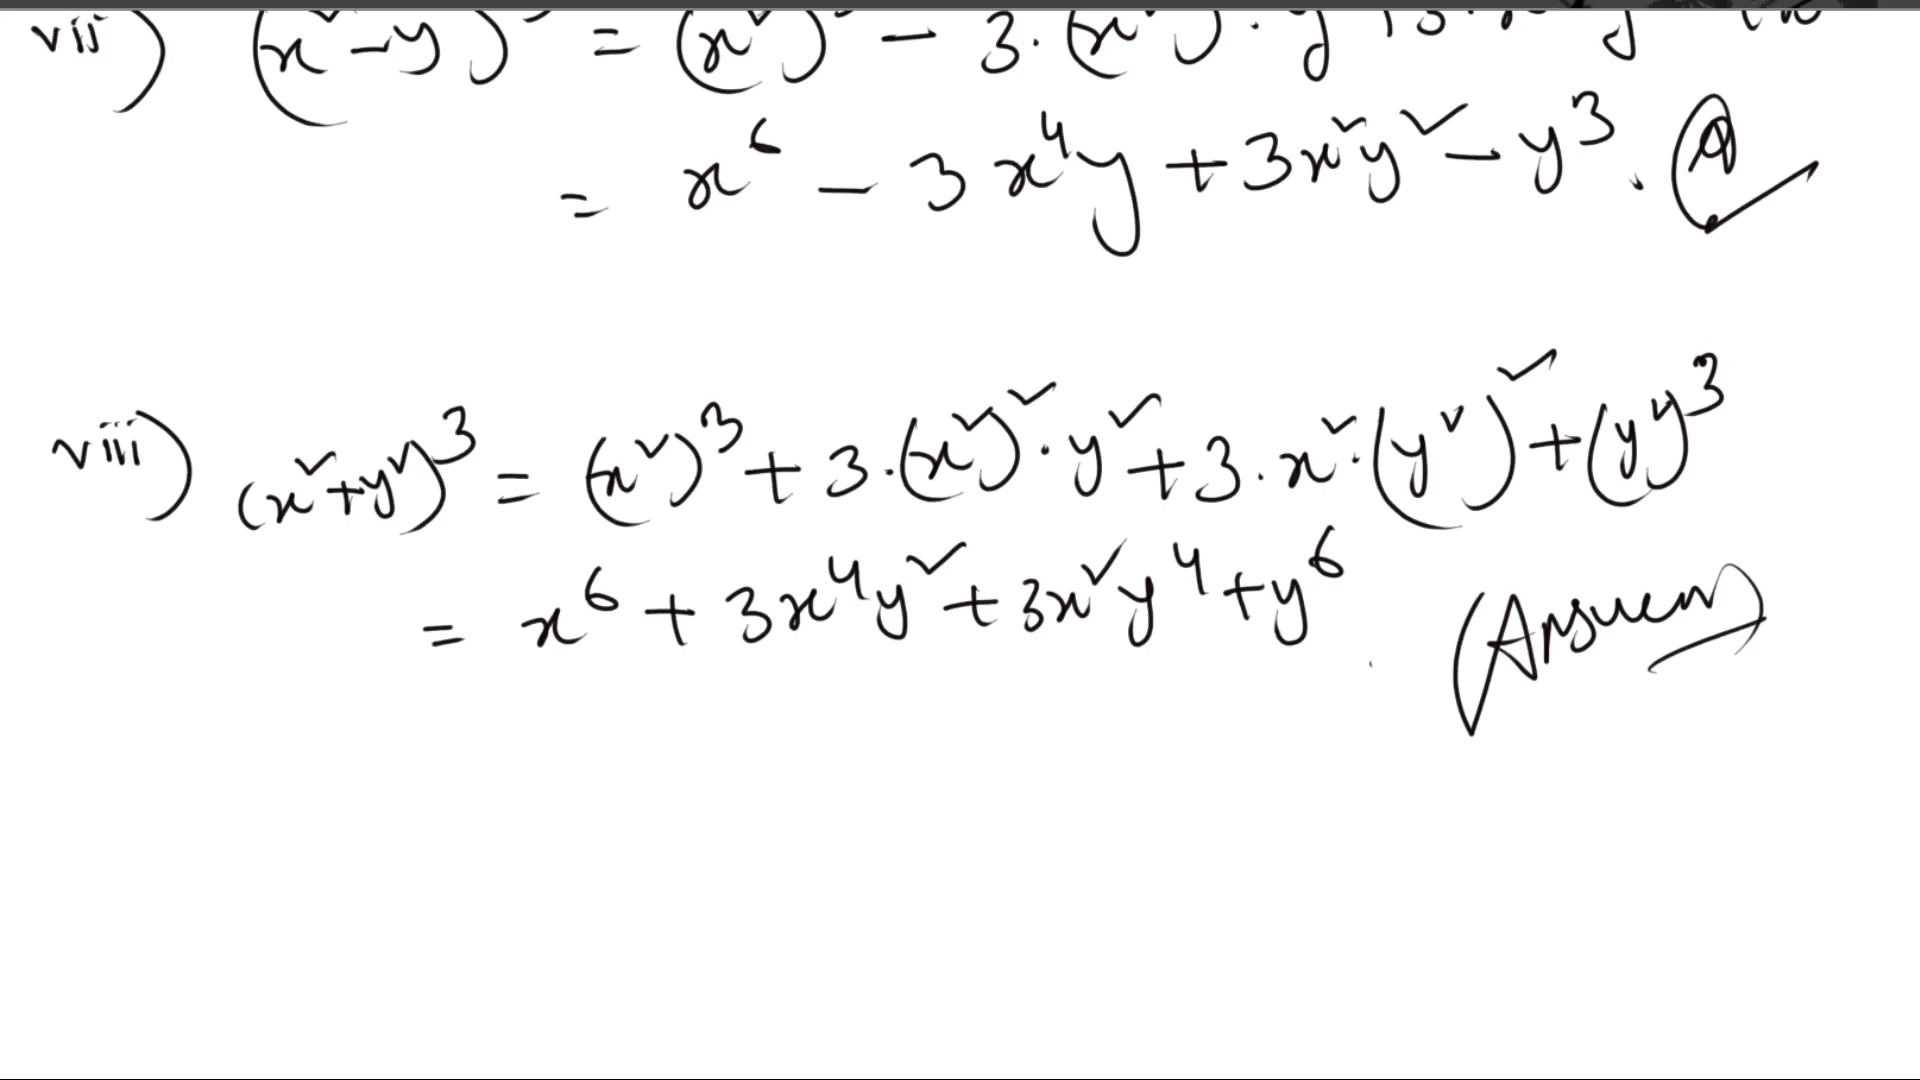 vii) (x²-y)³ = (x²)³ - 3.(x²)².y
= x⁶ - 3x⁴y + 3x²y² - y³. (A)
viii) (x²+y²)³ = (x²)³ + 3.(x²)².y² + 3.x².(y²)² + (y²)³
= x⁶ + 3x⁴y² + 3x²y⁴ + y⁶. (Answer)